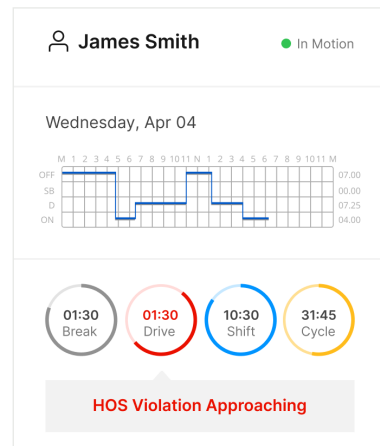 James Smith
In Motion
Wednesday, Apr 04
M 1 2 3 4 5 6 7 8 9 10 11 N 1 2 3 4 5 6 7 8 9 10 11 M
OFF 07.00
SB 00.00
D 07.25
ON 04.00
01:30 01:30 10:30 31:45
Break Drive Shift Cycle
HOS Violation Approaching